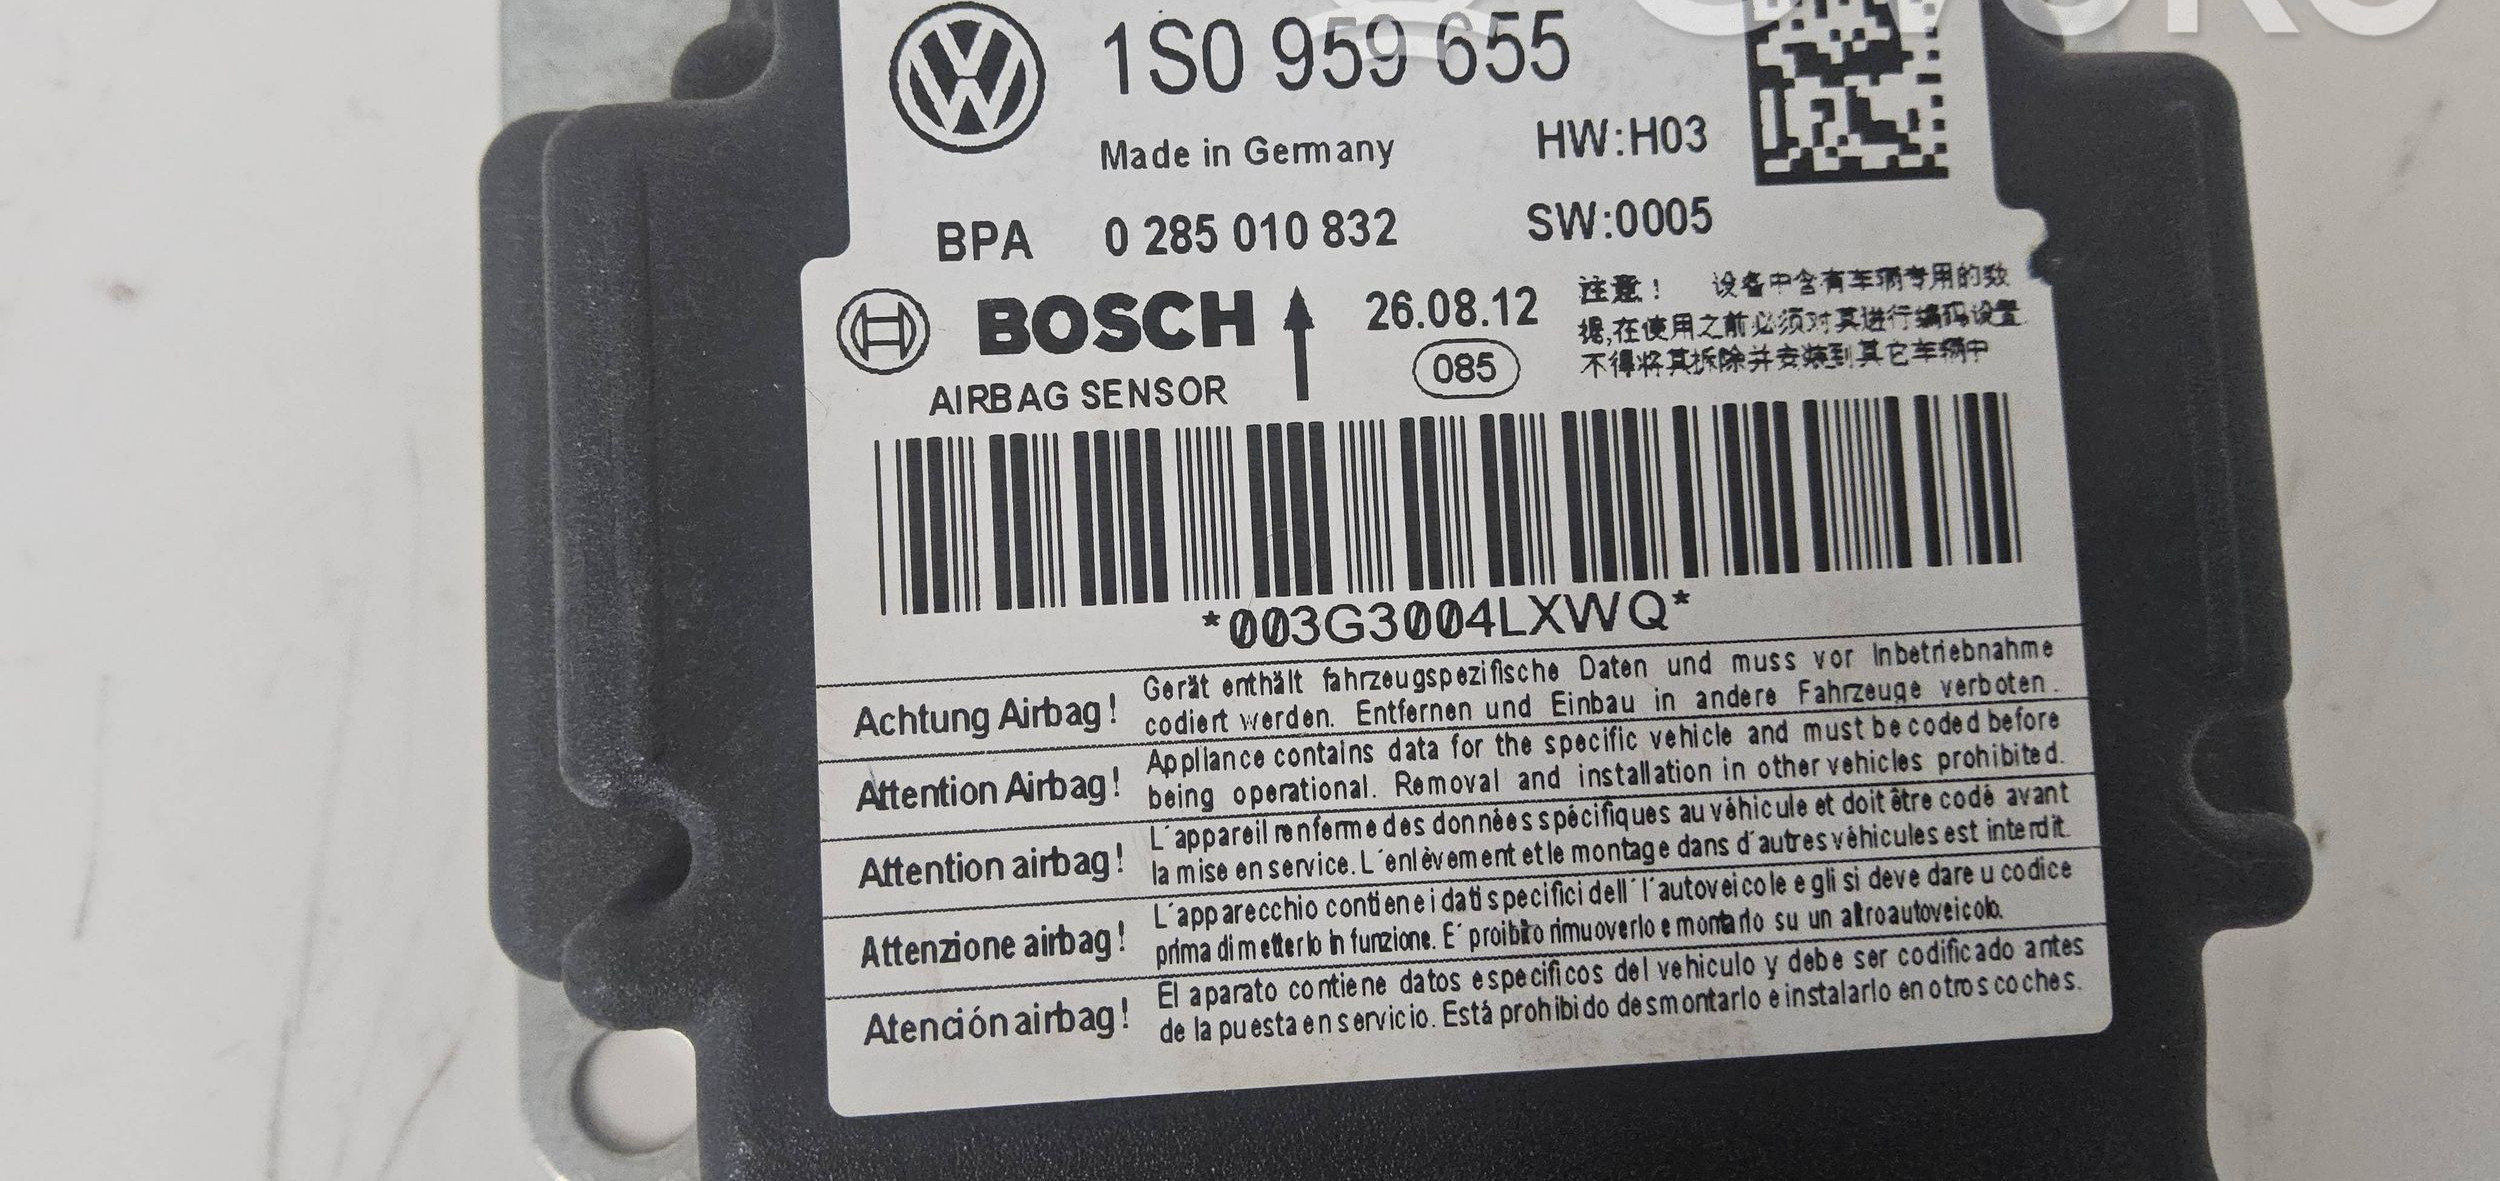 1S0 959 655
Made in Germany
HW:H03
BPA 0 285 010 832
SW:0005
BOSCH
26.08.12
085
AIRBAG SENSOR
注意！ 设备中含有车辆专用的数
据,在使用之前必须对其进行编码设置
不得将其拆除并安装到其它车辆中
*003G3004LXWQ*
Achtung Airbag!
Gerät enthält fahrzeugspezifische Daten und muss vor Inbetriebnahme
codiert werden. Entfernen und Einbau in andere Fahrzeuge verboten.
Attention Airbag!
Appliance contains data for the specific vehicle and must be coded before
being operational. Removal and installation in other vehicles prohibited.
Attention airbag!
L´appareil renferme des données spécifiques au véhicule et doit être codé avant
la mise en service. L´enlèvement et le montage dans d´autres véhicules est interdit.
Attenzione airbag!
L´apparecchio contiene i dati specifici dell´l´autoveicolo e gli si deve dare u codice
prima di metterlo in funzione. E´ proibito rimuoverlo e montarlo su un altro autoveicolo.
Atención airbag!
El aparato contiene datos especificos del vehiculo y debe ser codificado antes
de la puesta en servicio. Está prohibido desmontarlo e instalarlo en otros coches.